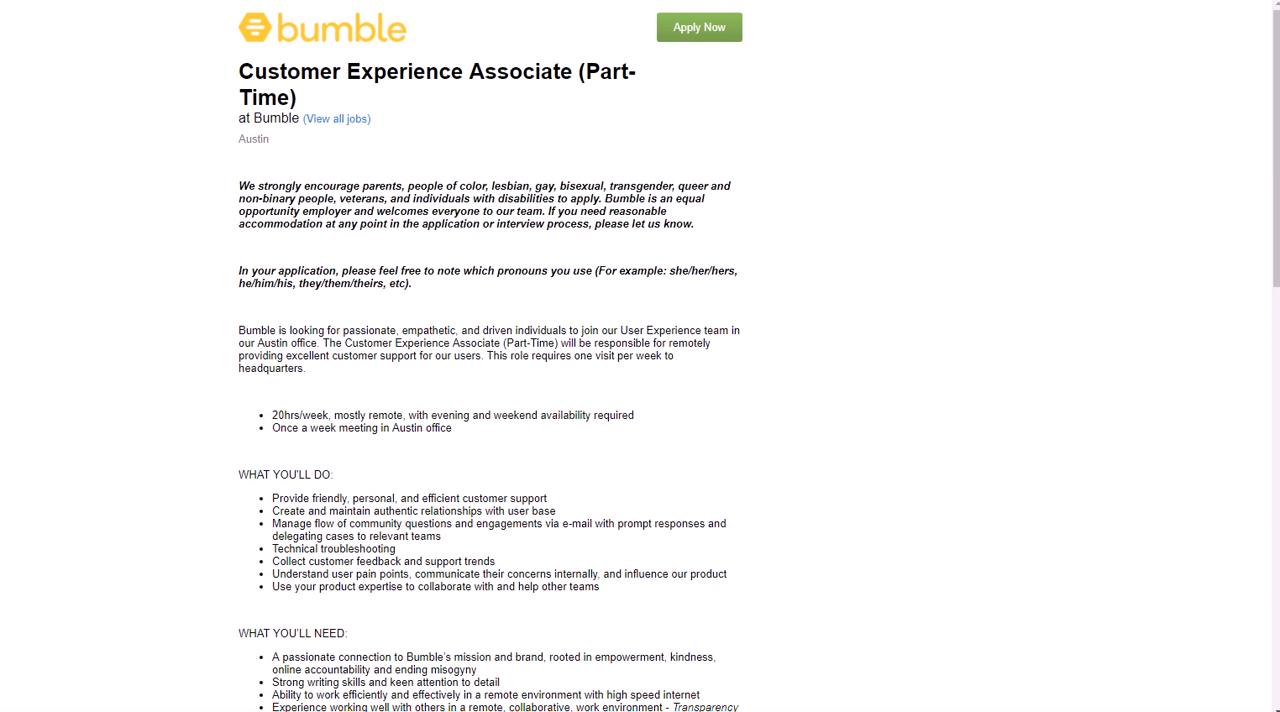 bumble
Apply Now
Customer Experience Associate (Part-
Time)
at Bumble (View all jobs)
Austin
We strongly encourage parents, people of color, lesbian, gay, bisexual, transgender, queer and
non-binary people, veterans, and individuals with disabilities to apply. Bumble is an equal
opportunity employer and welcomes everyone to our team. If you need reasonable
accommodation at any point in the application or interview process, please let us know.
In your application, please feel free to note which pronouns you use (For example: she/her/hers,
he/him/his, they/them/theirs, etc).
Bumble is looking for passionate, empathetic, and driven individuals to join our User Experience team in
our Austin office. The Customer Experience Associate (Part-Time) will be responsible for remotely
providing excellent customer support for our users. This role requires one visit per week to
headquarters.
• 20hrs/week, mostly remote, with evening and weekend availability required
• Once a week meeting in Austin office
WHAT YOU'LL DO:
• Provide friendly, personal, and efficient customer support
• Create and maintain authentic relationships with user base
• Manage flow of community questions and engagements via e-mail with prompt responses and
delegating cases to relevant teams
• Technical troubleshooting
• Collect customer feedback and support trends
• Understand user pain points, communicate their concerns internally, and influence our product
• Use your product expertise to collaborate with and help other teams
WHAT YOU'LL NEED:
• A passionate connection to Bumble's mission and brand, rooted in empowerment, kindness,
online accountability and ending misogyny
• Strong writing skills and keen attention to detail
• Ability to work efficiently and effectively in a remote environment with high speed internet
• Experience working well with others in a remote, collaborative, work environment - Transparency